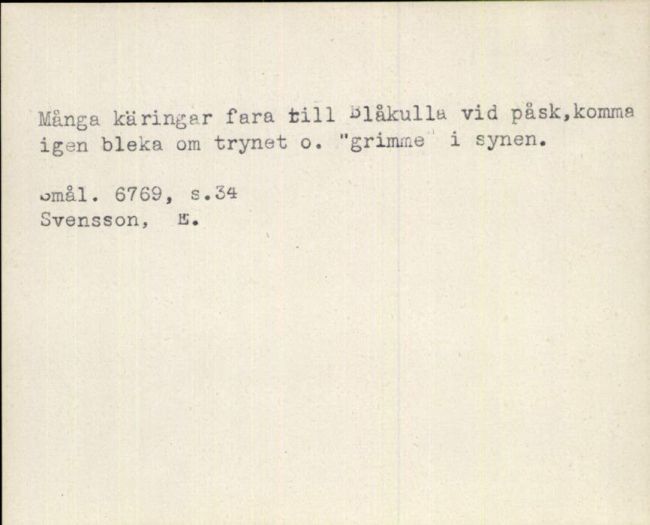 Många käringar fara till Blåkulla vid påsk,komma
igen bleka om trynet o. "grimme" i synen.
Smål. 6769, s.34
Svensson, E.